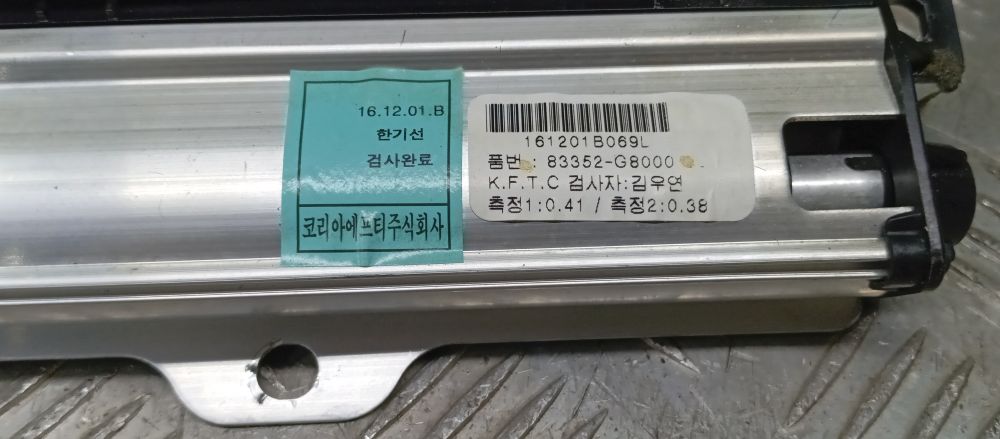 16.12.01.B
한기선
검사완료
코리아에프티주식회사
161201B069L
품번 : 83352-G8000
K.F.T.C 검사자:김우연
측정1:0.41 / 측정2:0.38